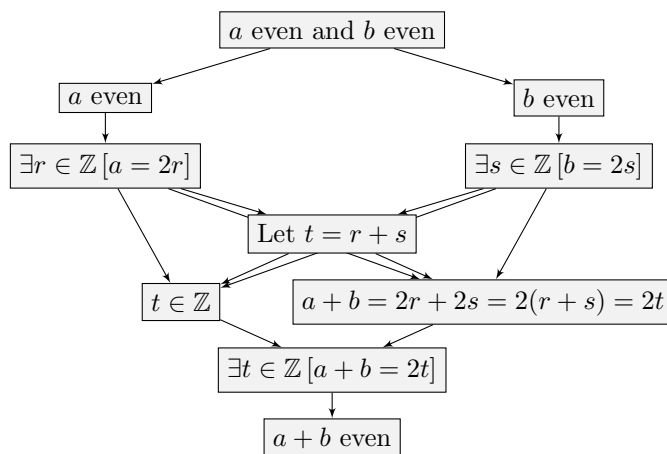 a even and b even
a even
b even
∃r ∈ ℤ [a = 2r]
∃s ∈ ℤ [b = 2s]
Let t = r + s
t ∈ ℤ
a + b = 2r + 2s = 2(r + s) = 2t
∃t ∈ ℤ [a + b = 2t]
a + b even